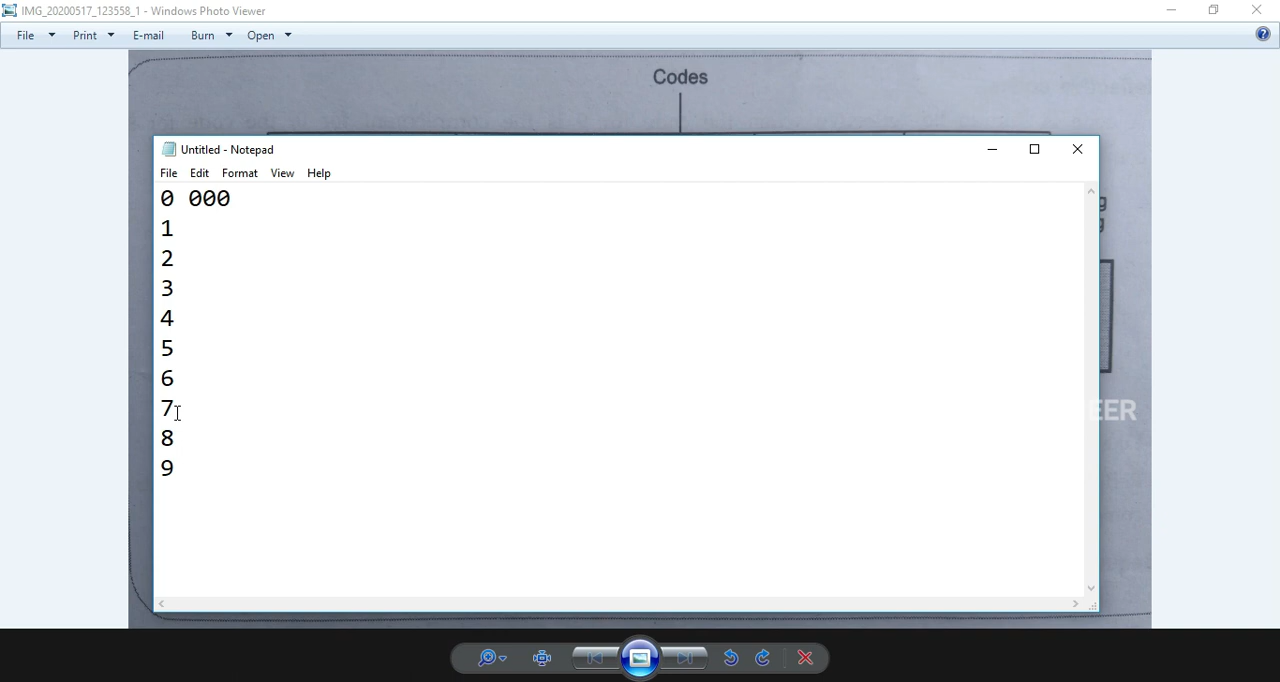 IMG_20200517_123558_1 - Windows Photo Viewer
File Print E-mail Burn Open
Codes
Untitled - Notepad
File Edit Format View Help
0 000
1
2
3
4
5
6
7
8
9